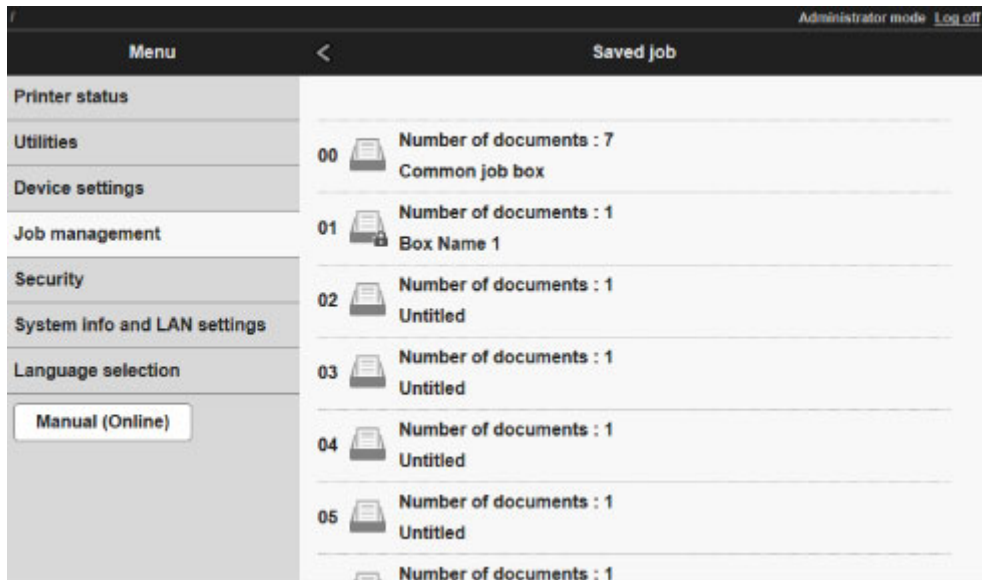 Administrator mode Log off
Menu
Saved job
Printer status
Utilities
Device settings
Job management
Security
System info and LAN settings
Language selection
Manual (Online)
00
Number of documents : 7
Common job box
01
Number of documents : 1
Box Name 1
02
Number of documents : 1
Untitled
03
Number of documents : 1
Untitled
04
Number of documents : 1
Untitled
05
Number of documents : 1
Untitled
Number of documents : 1